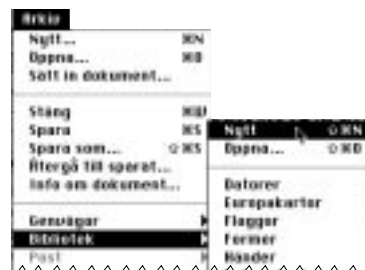 Arkiv
Nytt... ⌘N
Öppna... ⌘O
Sätt in dokument...
Stäng ⌘W
Spara ⌘S
Spara som... ⇧⌘S
Återgå till sparat...
Info om dokument...
Genvägar
Bibliotek
Post
Nytt ⇧⌘N
Öppna... ⇧⌘O
Datorer
Europakartor
Flaggor
Former
Händer